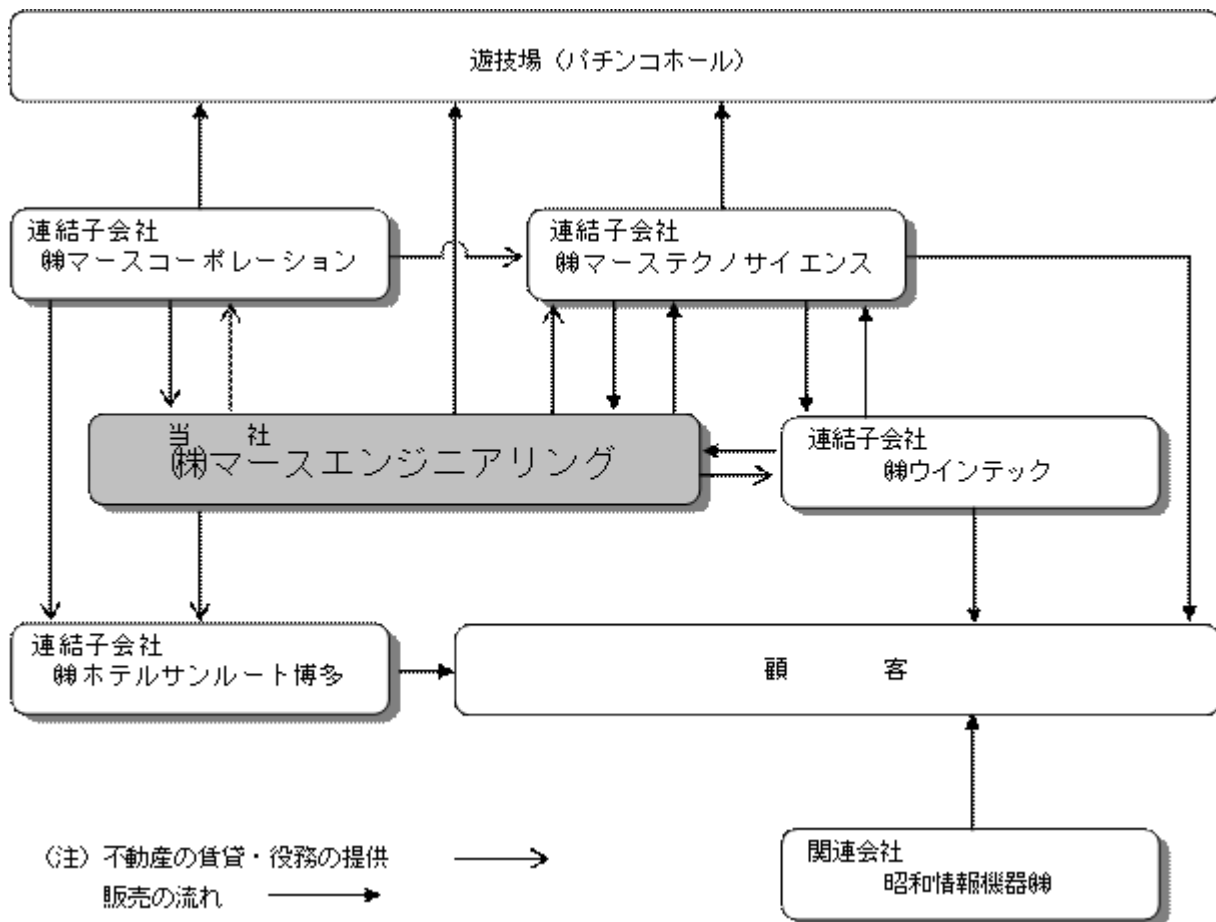 遊技場（パチンコホール）
連結子会社
㈱マースコーポレーション
連結子会社
㈱マーステクノサイエンス
当　　社
㈱マースエンジニアリング
連結子会社
㈱ウインテック
連結子会社
㈱ホテルサンルート博多
顧　　客
（注）不動産の賃貸・役務の提供
販売の流れ
関連会社
昭和情報機器㈱